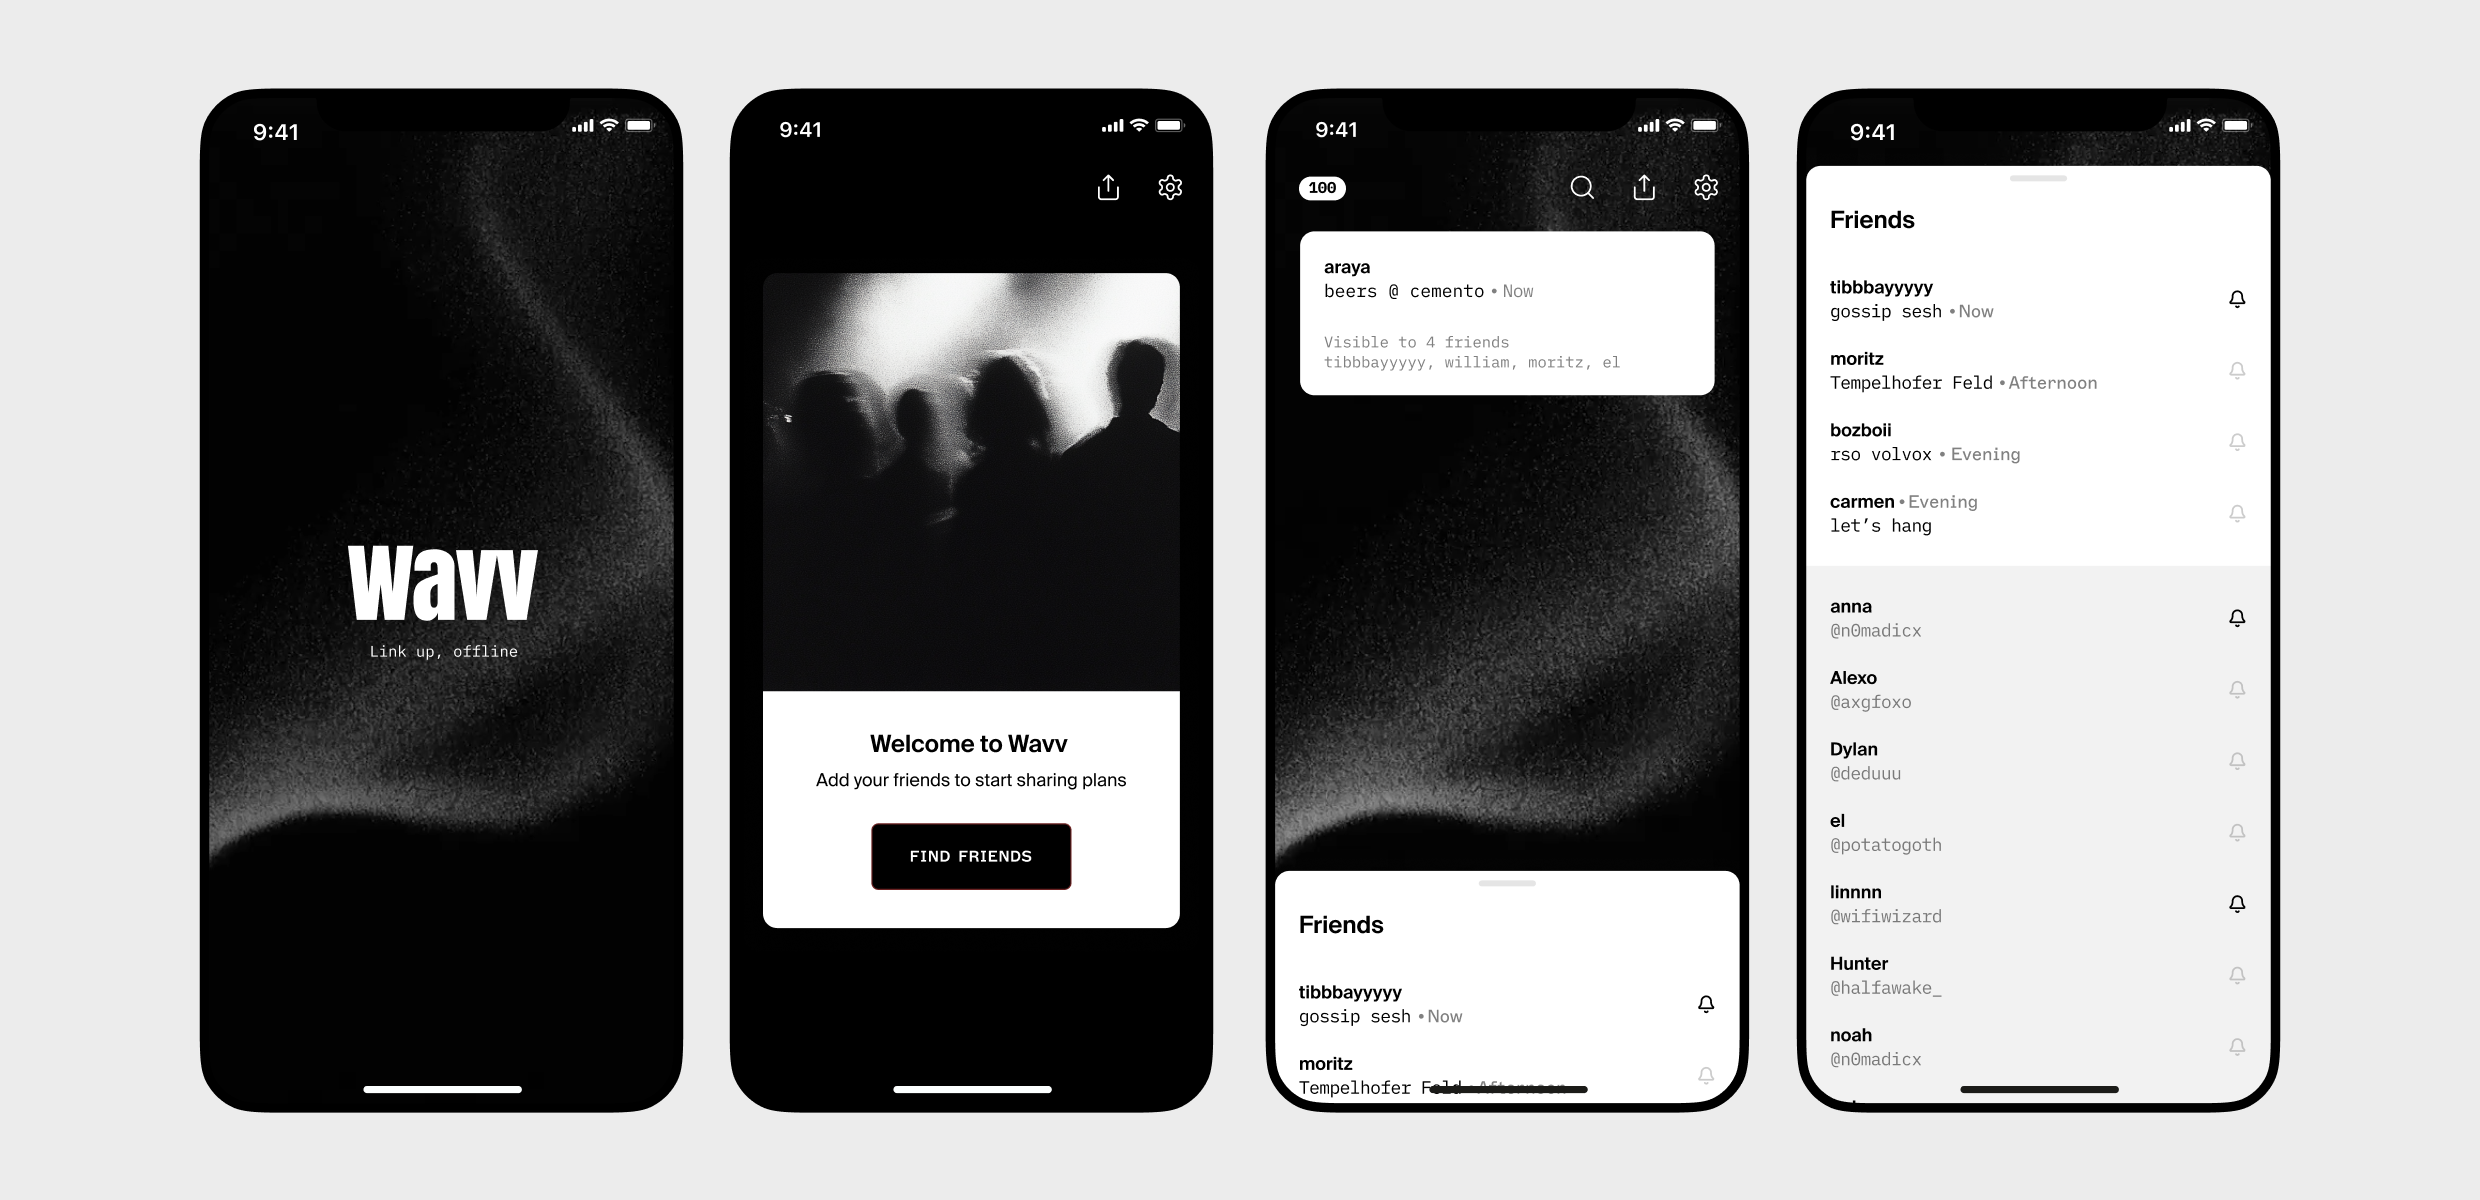 9:41
Wavv
Link up, offline
9:41
Welcome to Wavv
Add your friends to start sharing plans
FIND FRIENDS
9:41
100
araya
beers @ cemento • Now
Visible to 4 friends
tibbbayyyyy, william, moritz, el
Friends
tibbbayyyyy
gossip sesh • Now
moritz
Tempelhofer Feld • Afternoon
9:41
Friends
tibbbayyyyy
gossip sesh • Now
moritz
Tempelhofer Feld • Afternoon
bozboii
rso volvox • Evening
carmen • Evening
let’s hang
anna
@n0madicx
Alexo
@axgfoxo
Dylan
@deduuu
el
@potatogoth
linnnn
@wifiwizard
Hunter
@halfawake_
noah
@n0madicx